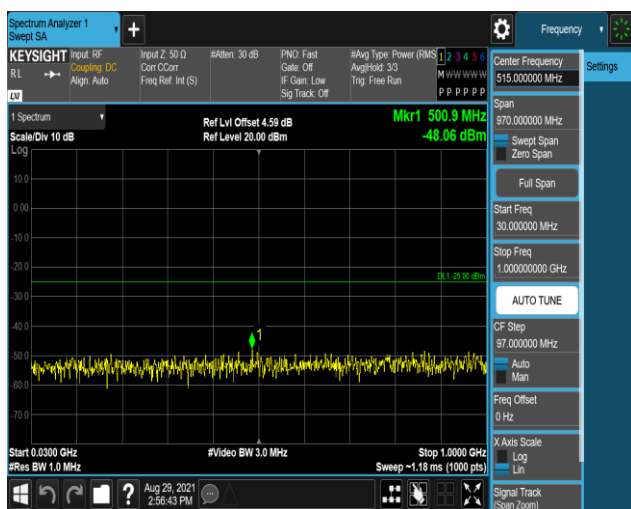 Spectrum Analyzer 1
Swept SA
+
Frequency
KEYSIGHT
Input: RF
Input Z: 50 Ω
#Atten: 30 dB
PNO: Fast
#Avg Type: Power (RMS
1 2 3 4 5 6
RL
Coupling: DC
Corr CCorr
Gate: Off
Avg|Hold: 3/3
M W W W W W
Align: Auto
Freq Ref: Int (S)
IF Gain: Low
Trig: Free Run
Sig Track: Off
P P P P P P
LXI
1 Spectrum
Ref Lvl Offset 4.59 dB
Mkr1 500.9 MHz
Scale/Div 10 dB
Ref Level 20.00 dBm
-48.06 dBm
Log
10.0
0.00
-10.0
-20.0
DL1 -25.00 dBm
-30.0
-40.0
1
-50.0
-60.0
-70.0
Start 0.0300 GHz
#Video BW 3.0 MHz
Stop 1.0000 GHz
#Res BW 1.0 MHz
Sweep ~1.18 ms (1000 pts)
?
Aug 29, 2021
2:56:43 PM
Center Frequency
515.000000 MHz
Settings
Span
970.000000 MHz
Swept Span
Zero Span
Full Span
Start Freq
30.000000 MHz
Stop Freq
1.000000000 GHz
AUTO TUNE
CF Step
97.000000 MHz
Auto
Man
Freq Offset
0 Hz
X Axis Scale
Log
Lin
Signal Track
(Span Zoom)